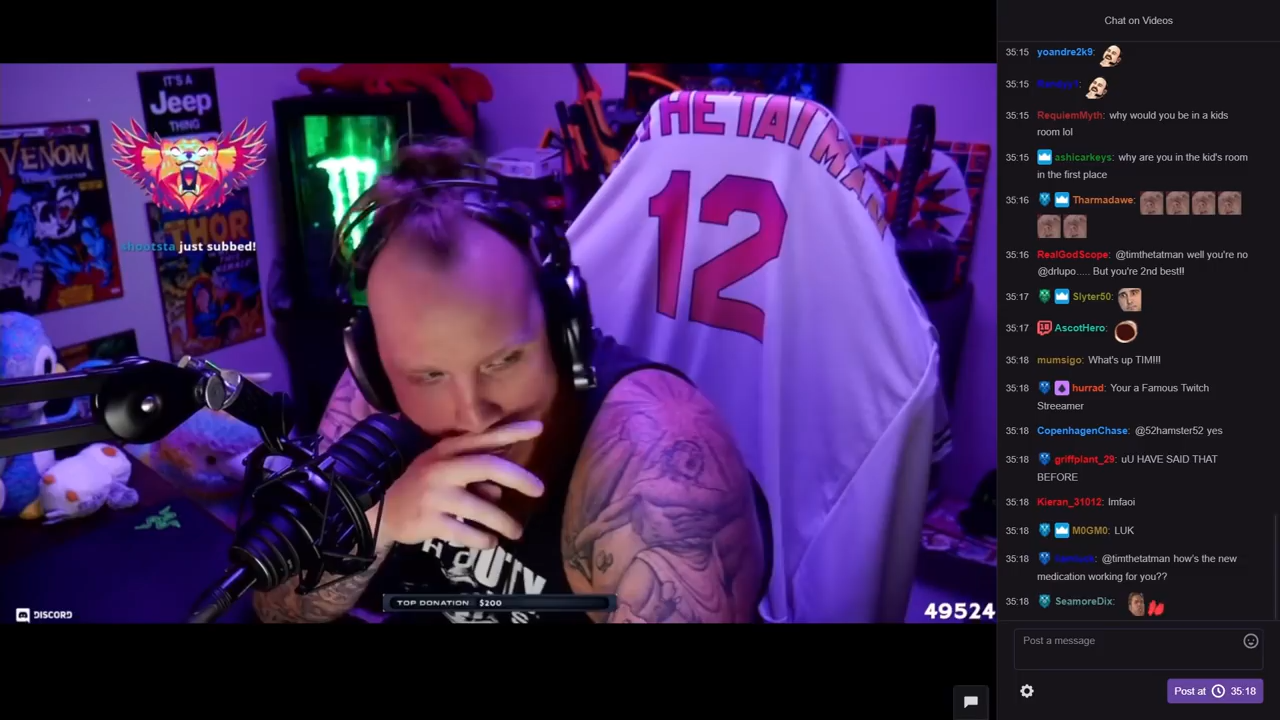 Chat on Videos
35:15 yoandre2k9:
35:15
35:15 RequiemMyth: why would you be in a kids
room lol
35:15 ashicarkeys: why are you in the kid's room
in the first place
35:16 Tharmadawe:
35:16 RealGodScope: @timthetatman well you're no
@drlupo..... But you're 2nd best!!
35:17 Slyter50:
35:17 AscotHero:
35:18 mumsigo: What's up TIM!!!
35:18 hurrad: Your a Famous Twitch
Streeamer
35:18 CopenhagenChase: @52hamster52 yes
35:18 griffplant_29: uU HAVE SAID THAT
BEFORE
35:18 Kieran_31012: lmfaoi
35:18 M0GM0: LUK
35:18 @timthetatman how's the new
medication working for you??
35:18 SeamoreDix:
Post a message
Post at 35:18
IT'S A
Jeep
THING
VENOM
THOR
shootsta just subbed!
THETATM
12
TOP DONATION $200
DISCORD
49524